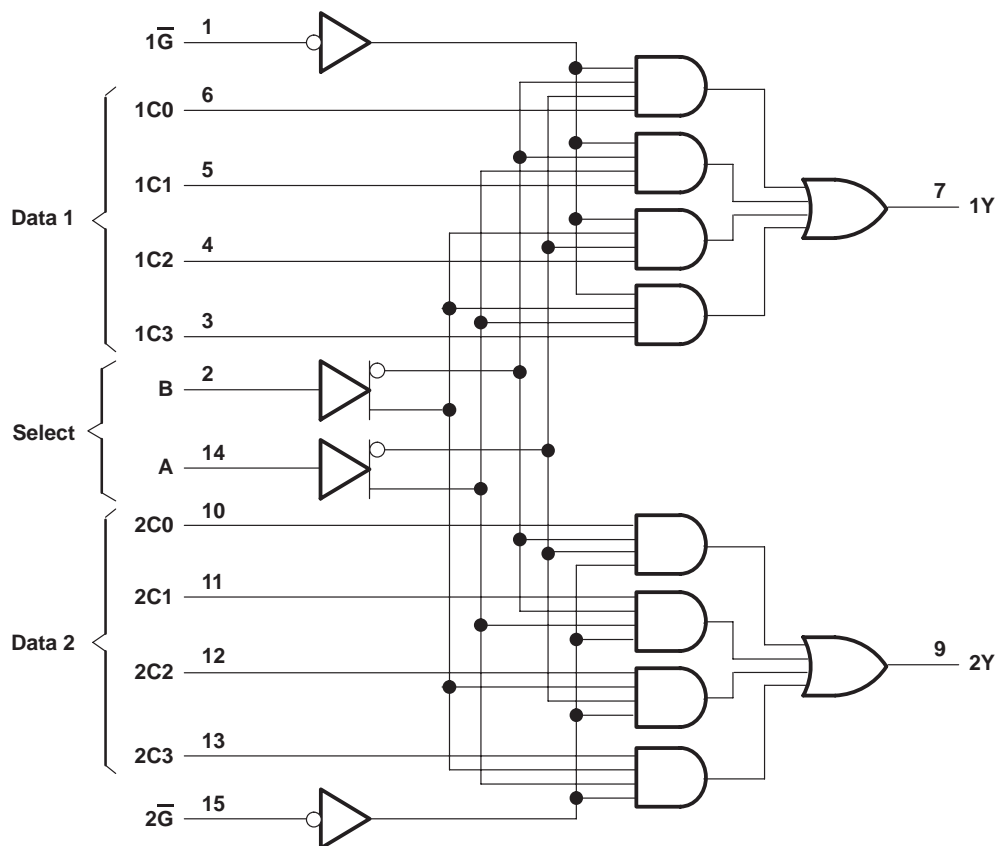 1G̅ 1
1C0 6
1C1 5
Data 1
7 1Y
1C2 4
1C3 3
B 2
Select
A 14
2C0 10
2C1 11
Data 2
2C2 12
9 2Y
2C3 13
2G̅ 15